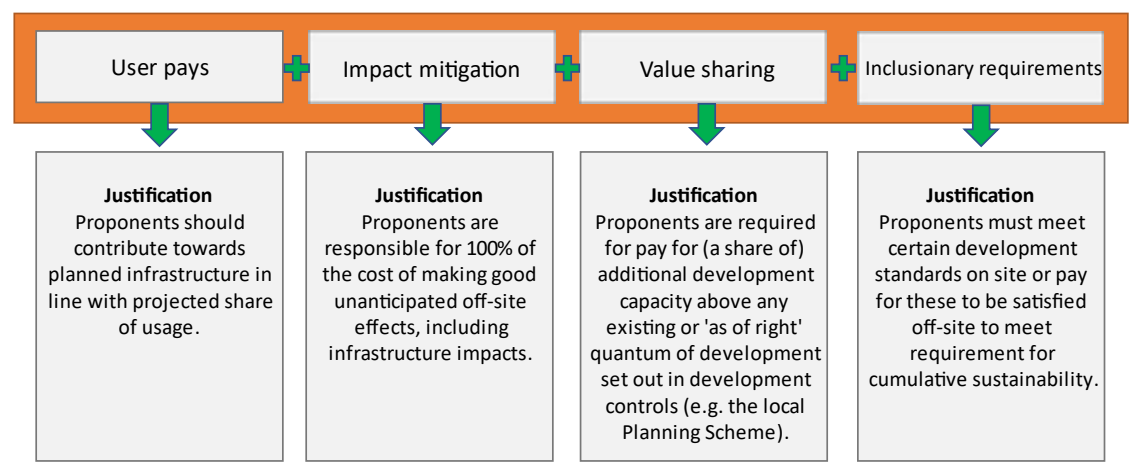 User pays
Impact mitigation
Value sharing
Inclusionary requirements
Justification
Proponents should
contribute towards
planned infrastructure in
line with projected share
of usage.
Justification
Proponents are
responsible for 100% of
the cost of making good
unanticipated off-site
effects, including
infrastructure impacts.
Justification
Proponents are required
for pay for (a share of)
additional development
capacity above any
existing or 'as of right'
quantum of development
set out in development
controls (e.g. the local
Planning Scheme).
Justification
Proponents must meet
certain development
standards on site or pay
for these to be satisfied
off-site to meet
requirement for
cumulative sustainability.